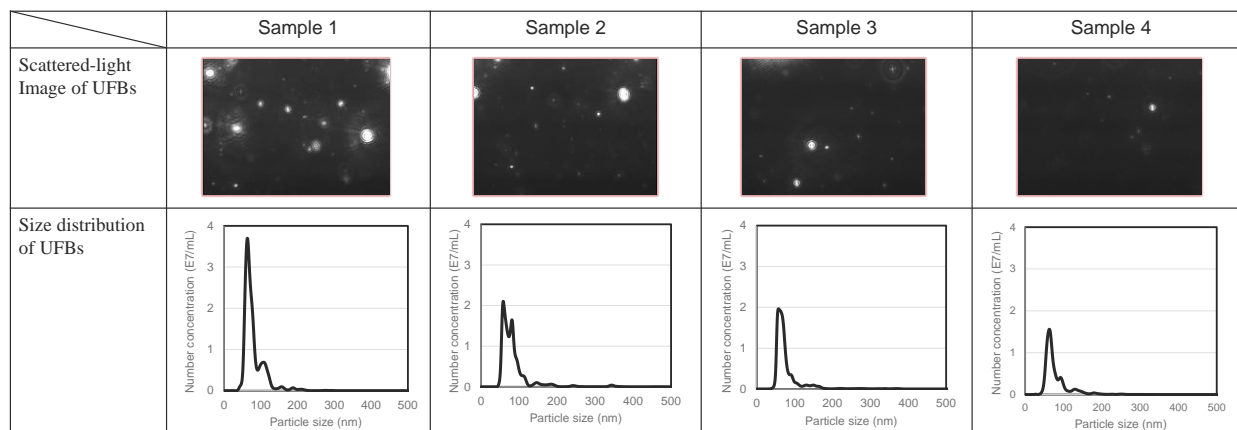 Sample 1
Sample 2
Sample 3
Sample 4
Scattered-light
Image of UFBs
Size distribution
of UFBs
Number concentration (E7/mL)
4
3
2
1
0
0
100
200
300
400
500
Particle size (nm)
Number concentration (E7/mL)
4
3
2
1
0
0
100
200
300
400
500
Particle size (nm)
Number concentration (E7/mL)
4
3
2
1
0
0
100
200
300
400
500
Particle size (nm)
Number concentration (E7/mL)
4
3
2
1
0
0
100
200
300
400
500
Particle size (nm)